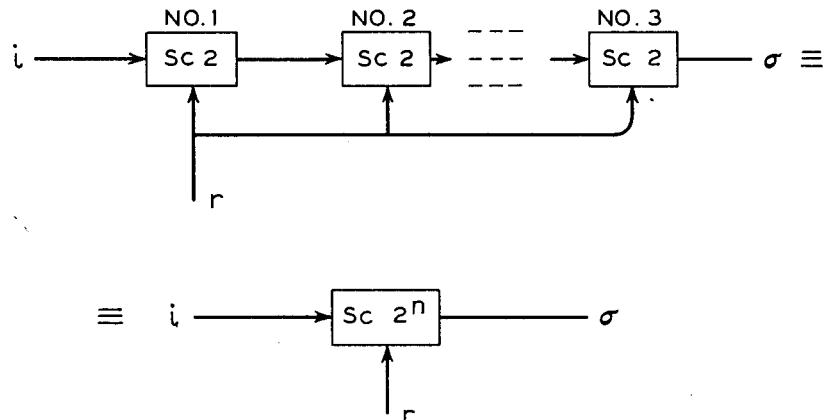 NO.1 NO. 2 NO. 3
i Sc 2 Sc 2 Sc 2 σ ≡
r
≡ i Sc 2ⁿ σ
r